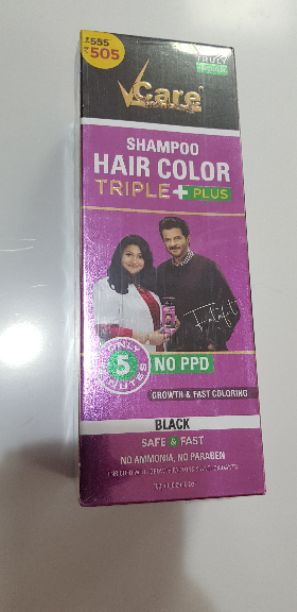 ₹585
₹505
VCare
SHAMPOO
HAIR COLOR
TRIPLE+PLUS
ONLY
5
MINUTES
NO PPD
GROWTH & FAST COLORING
BLACK
SAFE & FAST
NO AMMONIA, NO PARABEN